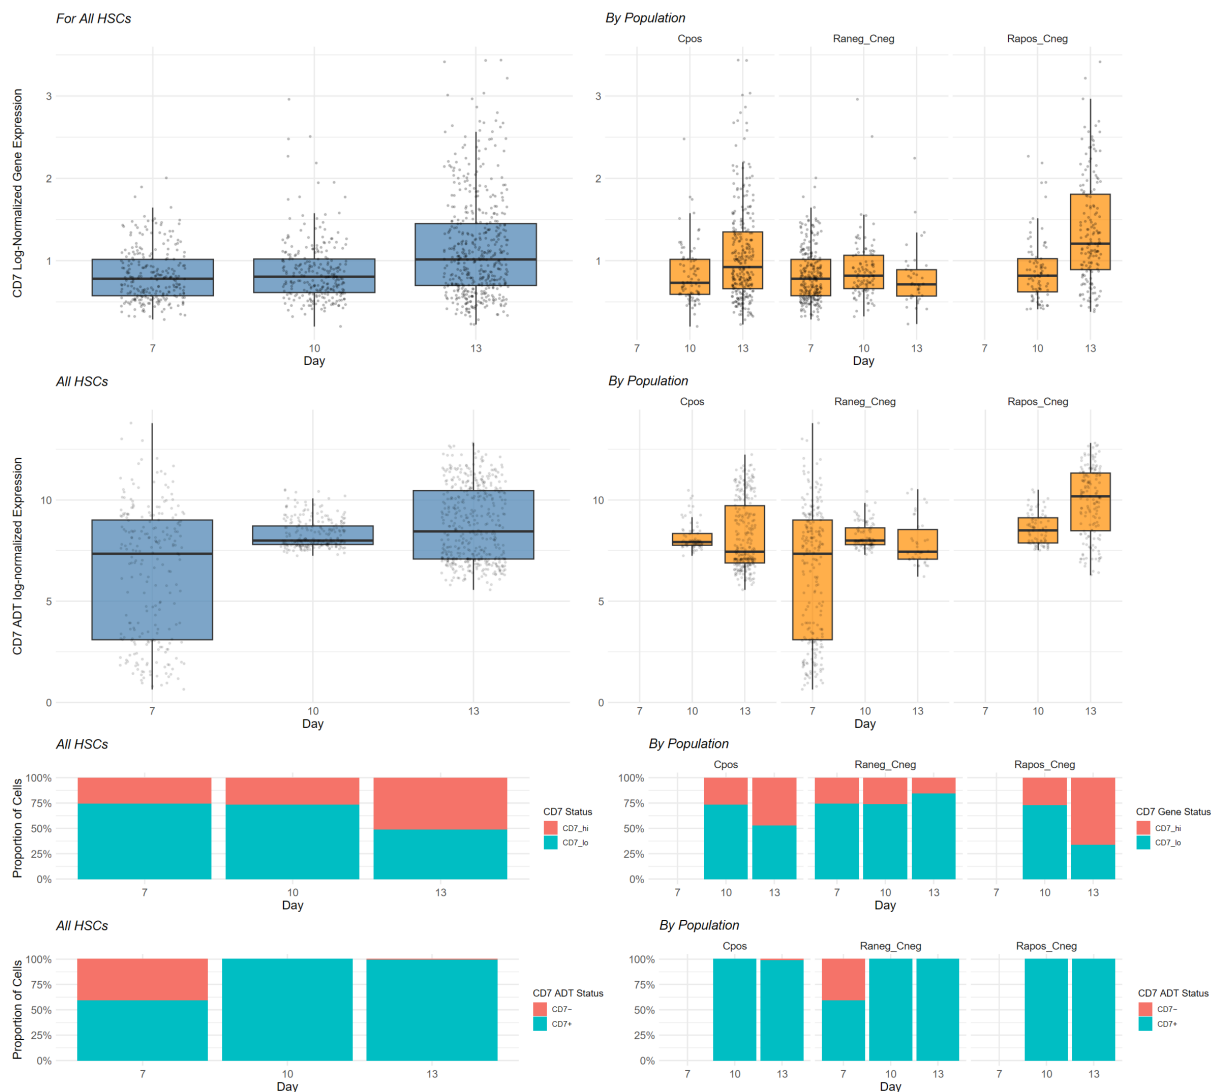 For All HSCs
By Population
Cpos
Raneg_Cneg
Rapos_Cneg
CD7 Log-Normalized Gene Expression
3
2
1
7
10
13
Day
7
10
13
7
10
13
7
10
13
Day
All HSCs
By Population
Cpos
Raneg_Cneg
Rapos_Cneg
CD7 ADT log-normalized Expression
10
5
0
10
5
0
7
10
13
Day
7
10
13
7
10
13
7
10
13
Day
All HSCs
By Population
Cpos
Raneg_Cneg
Rapos_Cneg
Proportion of Cells
100%
75%
50%
25%
0%
7
10
13
Day
CD7 Status
CD7_hi
CD7_lo
100%
75%
50%
25%
0%
7
10
13
7
10
13
7
10
13
Day
CD7 Gene Status
CD7_hi
CD7_lo
All HSCs
By Population
Cpos
Raneg_Cneg
Rapos_Cneg
Proportion of Cells
100%
75%
50%
25%
0%
7
10
13
Day
CD7 ADT Status
CD7−
CD7+
100%
75%
50%
25%
0%
7
10
13
7
10
13
7
10
13
Day
CD7 ADT Status
CD7−
CD7+
3
2
1